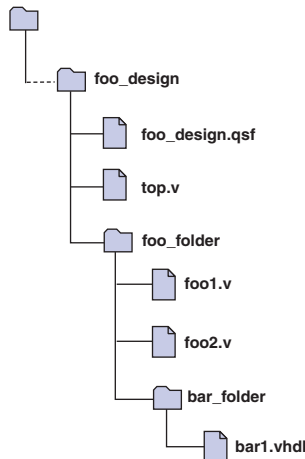 foo_design
foo_design.qsf
top.v
foo_folder
foo1.v
foo2.v
bar_folder
bar1.vhdl